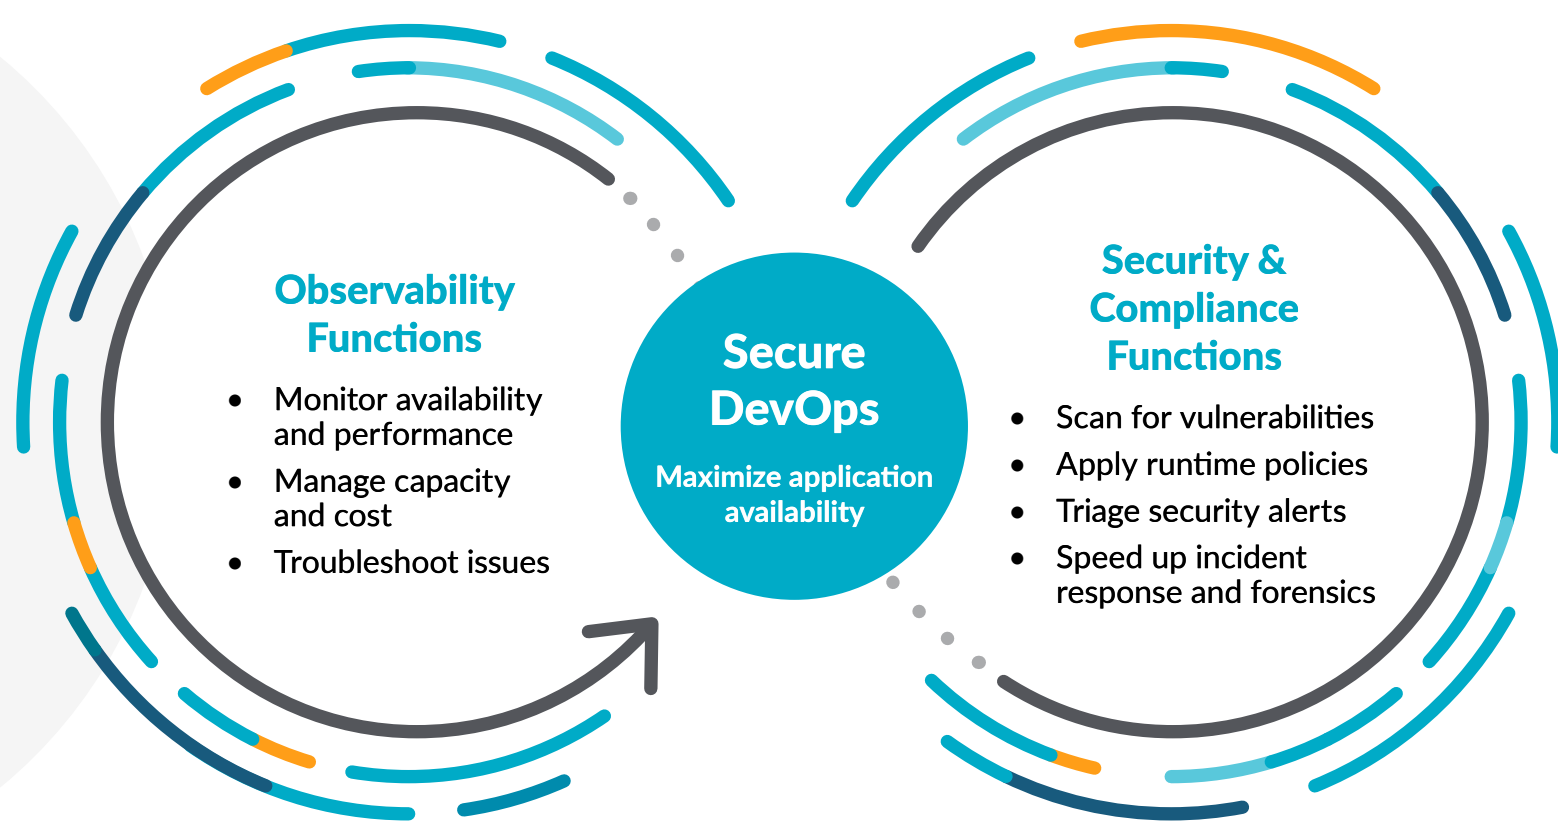 Observability
Functions
• Monitor availability
and performance
• Manage capacity
and cost
• Troubleshoot issues
Secure
DevOps
Maximize application
availability
Security &
Compliance
Functions
• Scan for vulnerabilities
• Apply runtime policies
• Triage security alerts
• Speed up incident
response and forensics